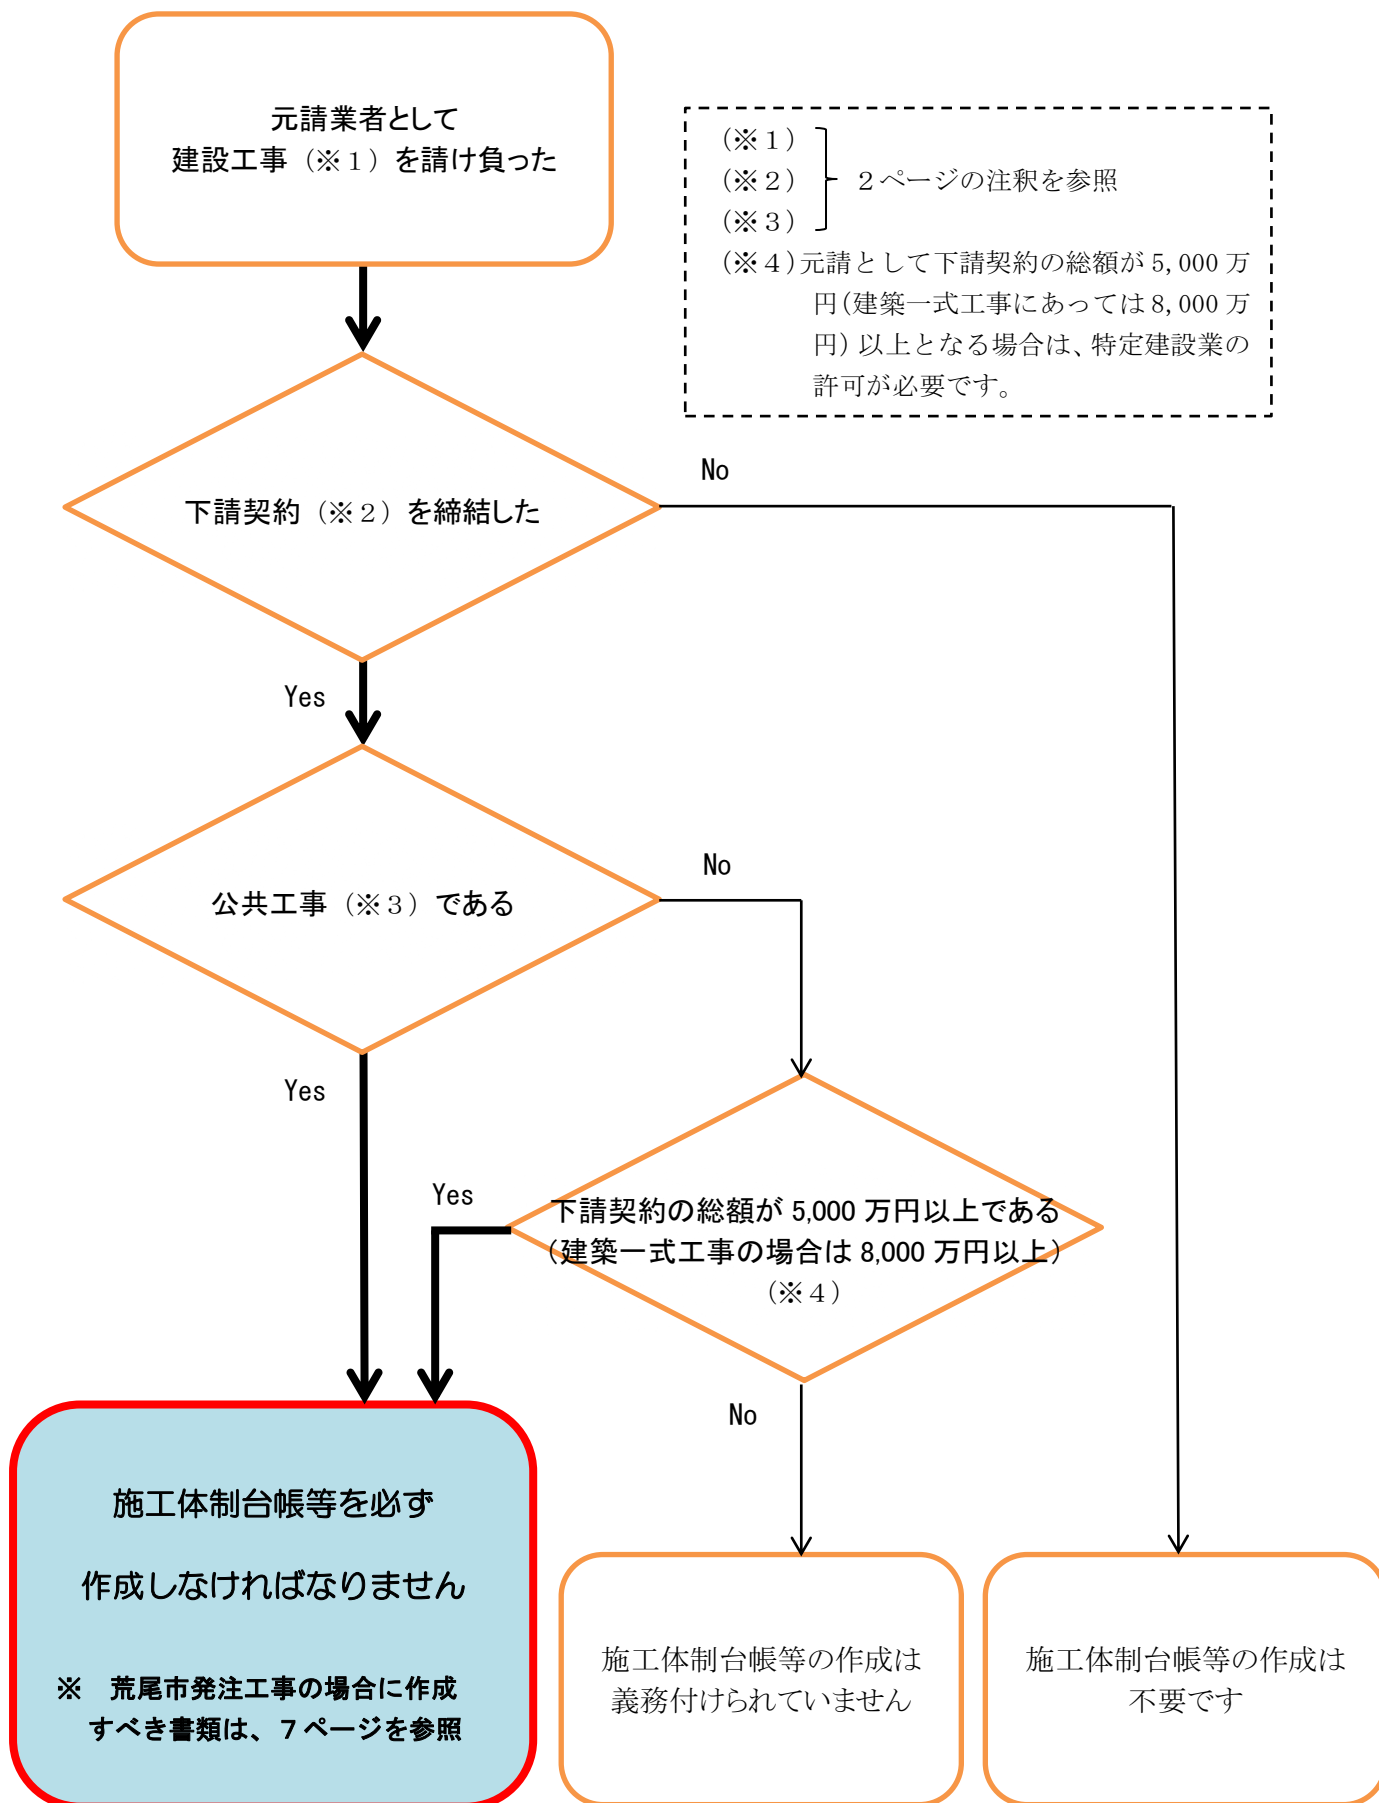 元請業者として
建設工事（※１）を請け負った
（※１）
（※２）
（※３）
２ページの注釈を参照
（※４）元請として下請契約の総額が 5,000 万
円（建築一式工事にあっては 8,000 万
円）以上となる場合は、特定建設業の
許可が必要です。
No
下請契約（※２）を締結した
Yes
No
公共工事（※３）である
Yes
Yes
下請契約の総額が 5,000 万円以上である
（建築一式工事の場合は 8,000 万円以上）
（※４）
No
施工体制台帳等を必ず
作成しなければなりません
※　荒尾市発注工事の場合に作成
すべき書類は、７ページを参照
施工体制台帳等の作成は
義務付けられていません
施工体制台帳等の作成は
不要です